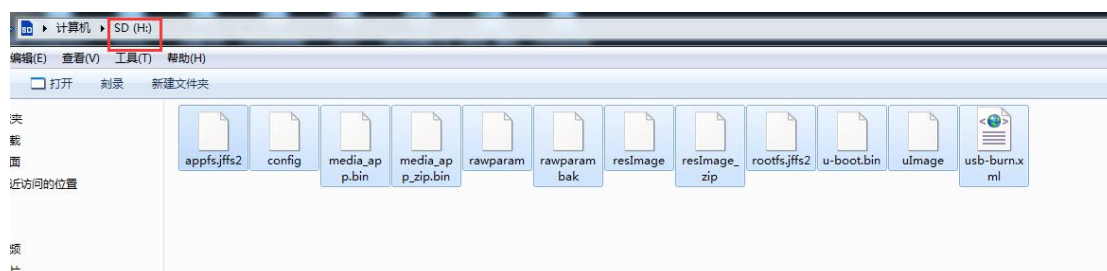 SD 计算机 SD (H:)
编辑(E) 查看(V) 工具(T) 帮助(H)
打开 刻录 新建文件夹
夹
载
面
近访问的位置
频
片
appfs.jffs2 config media_ap rawparam rawparam resImage resImage_ rootfs.jffs2 u-boot.bin uImage usb-burn.x
p.bin p_zip.bin bak zip ml